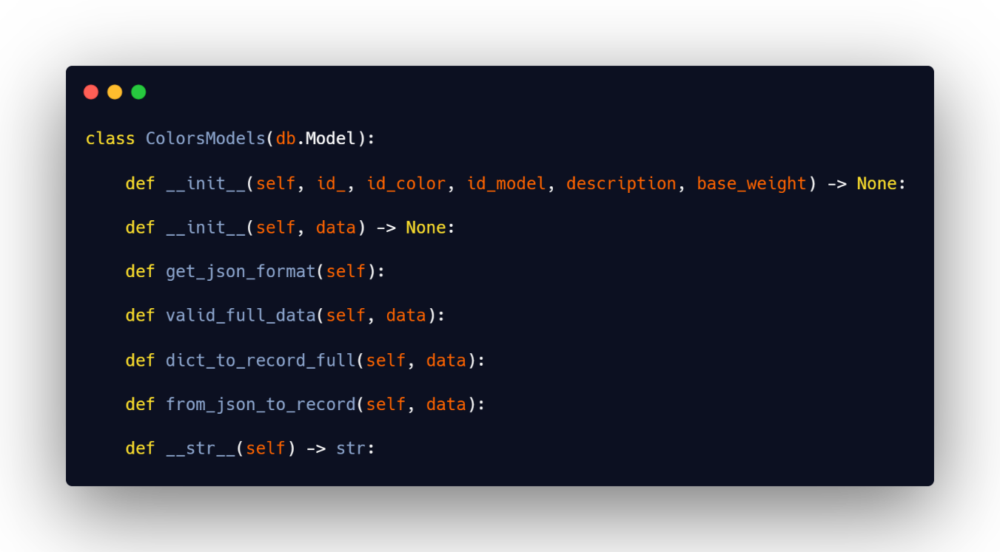 class ColorsModels(db.Model):
    def __init__(self, id_, id_color, id_model, description, base_weight) -> None:
    def __init__(self, data) -> None:
    def get_json_format(self):
    def valid_full_data(self, data):
    def dict_to_record_full(self, data):
    def from_json_to_record(self, data):
    def __str__(self) -> str: